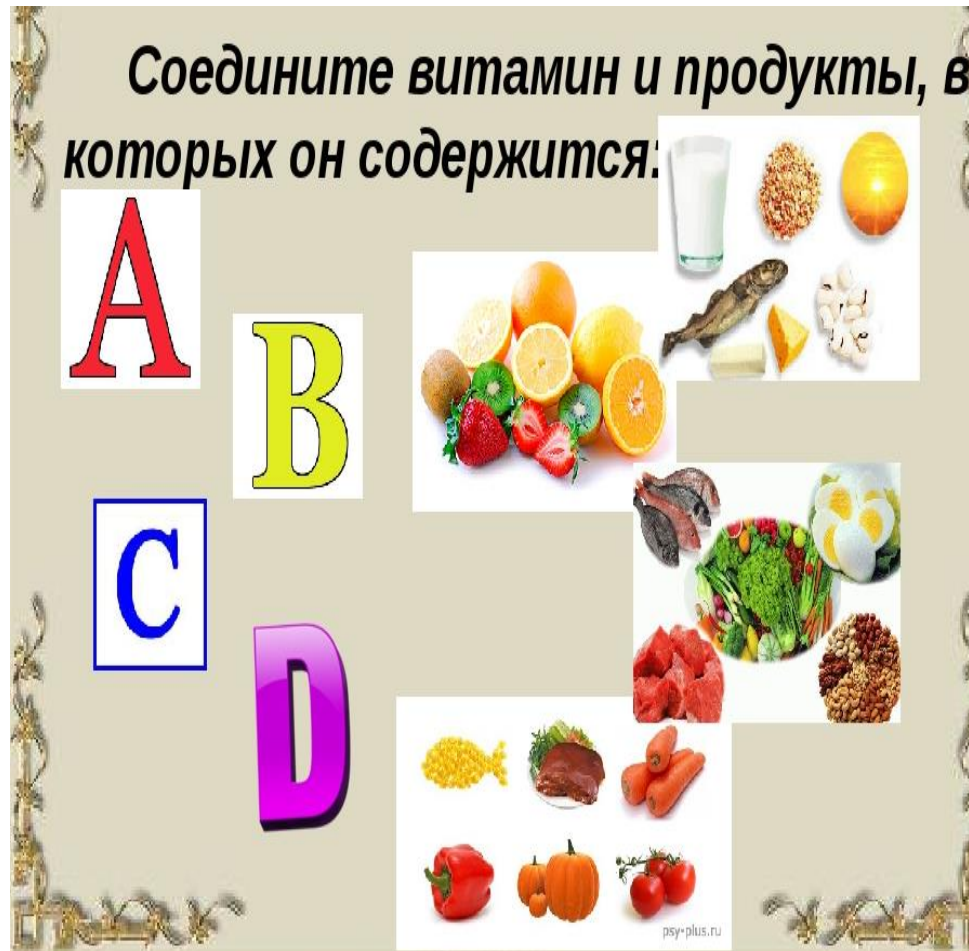 Соедините витамин и продукты, в
которых он содержится:
A
B
C
D
psy-plus.ru